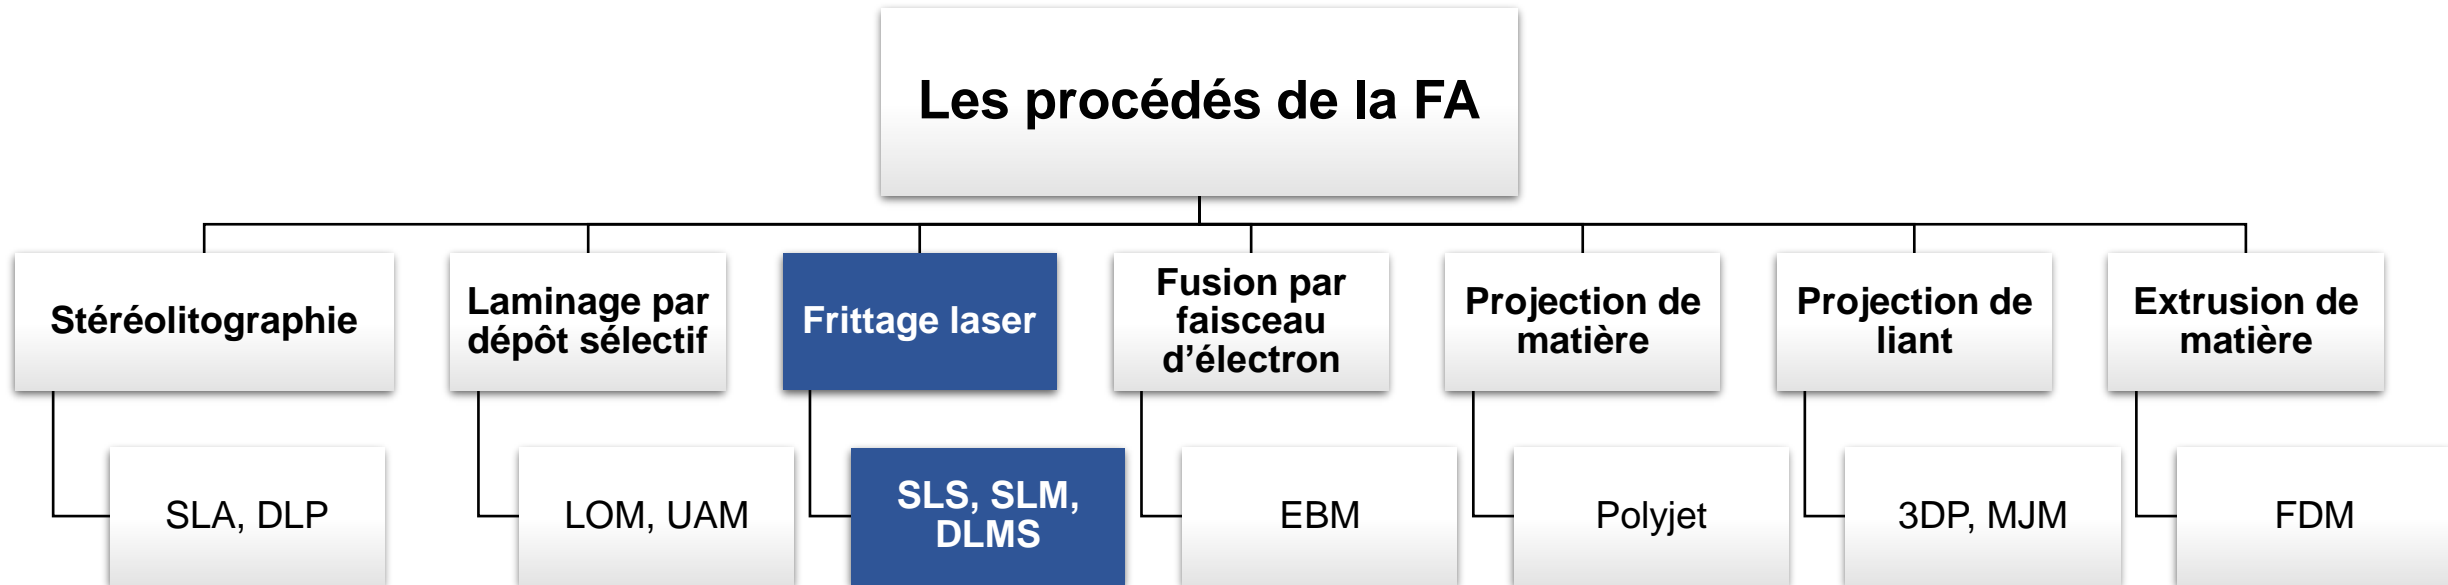 Les procédés de la FA
Stéréolitographie
Laminage par
dépôt sélectif
Frittage laser
Fusion par
faisceau
d’électron
Projection de
matière
Projection de
liant
Extrusion de
matière
SLA, DLP
LOM, UAM
SLS, SLM,
DLMS
EBM
Polyjet
3DP, MJM
FDM